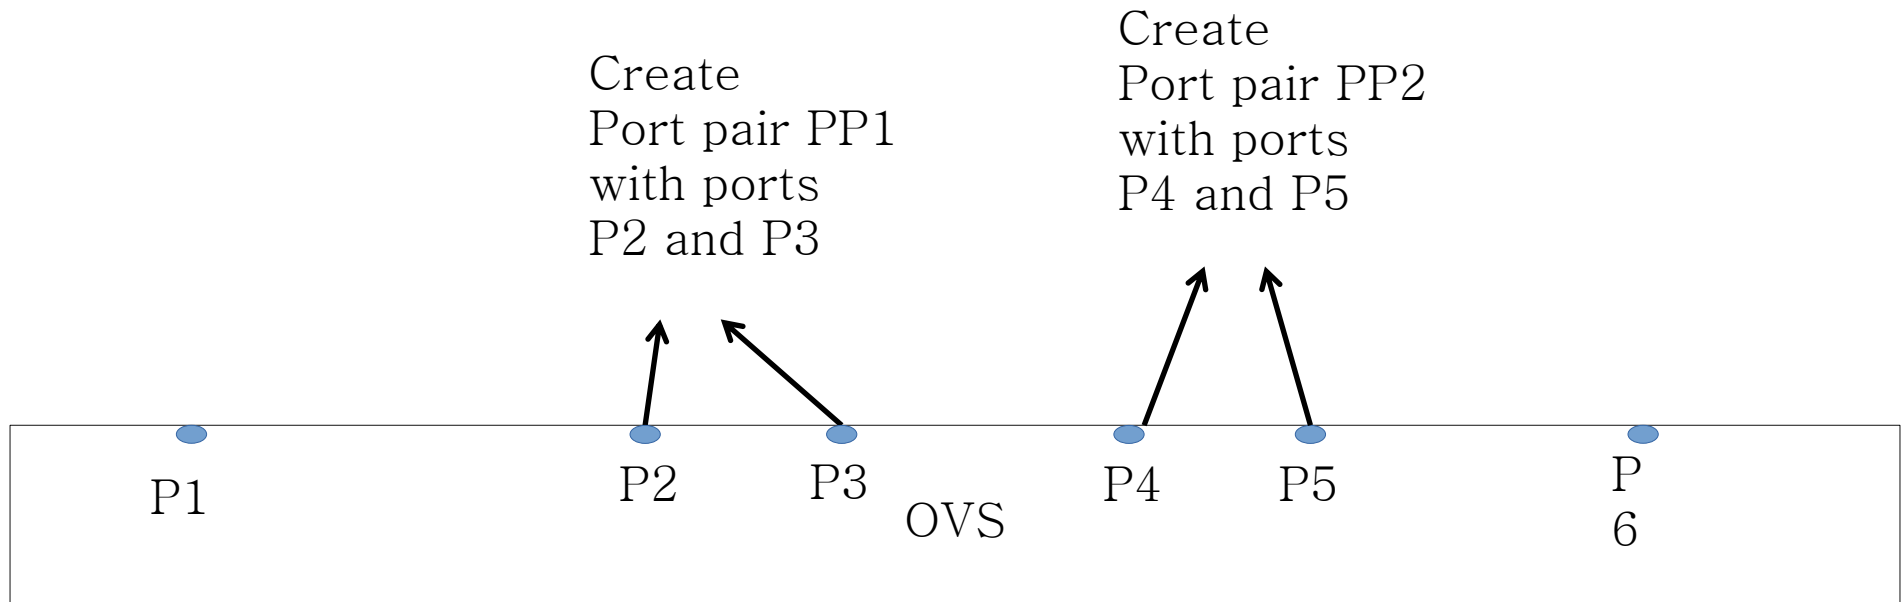 Create
Port pair PP1
with ports
P2 and P3
Create
Port pair PP2
with ports
P4 and P5
P1
P2
P3
OVS
P4
P5
P
6